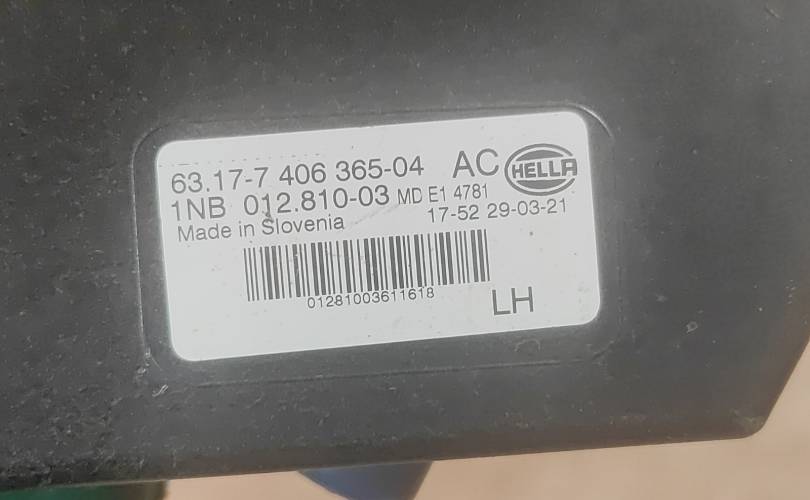 63.17-7 406 365-04 AC HELLA
1NB 012.810-03 MD E1 4781
Made in Slovenia 17-52 29-03-21
01281003611618
LH